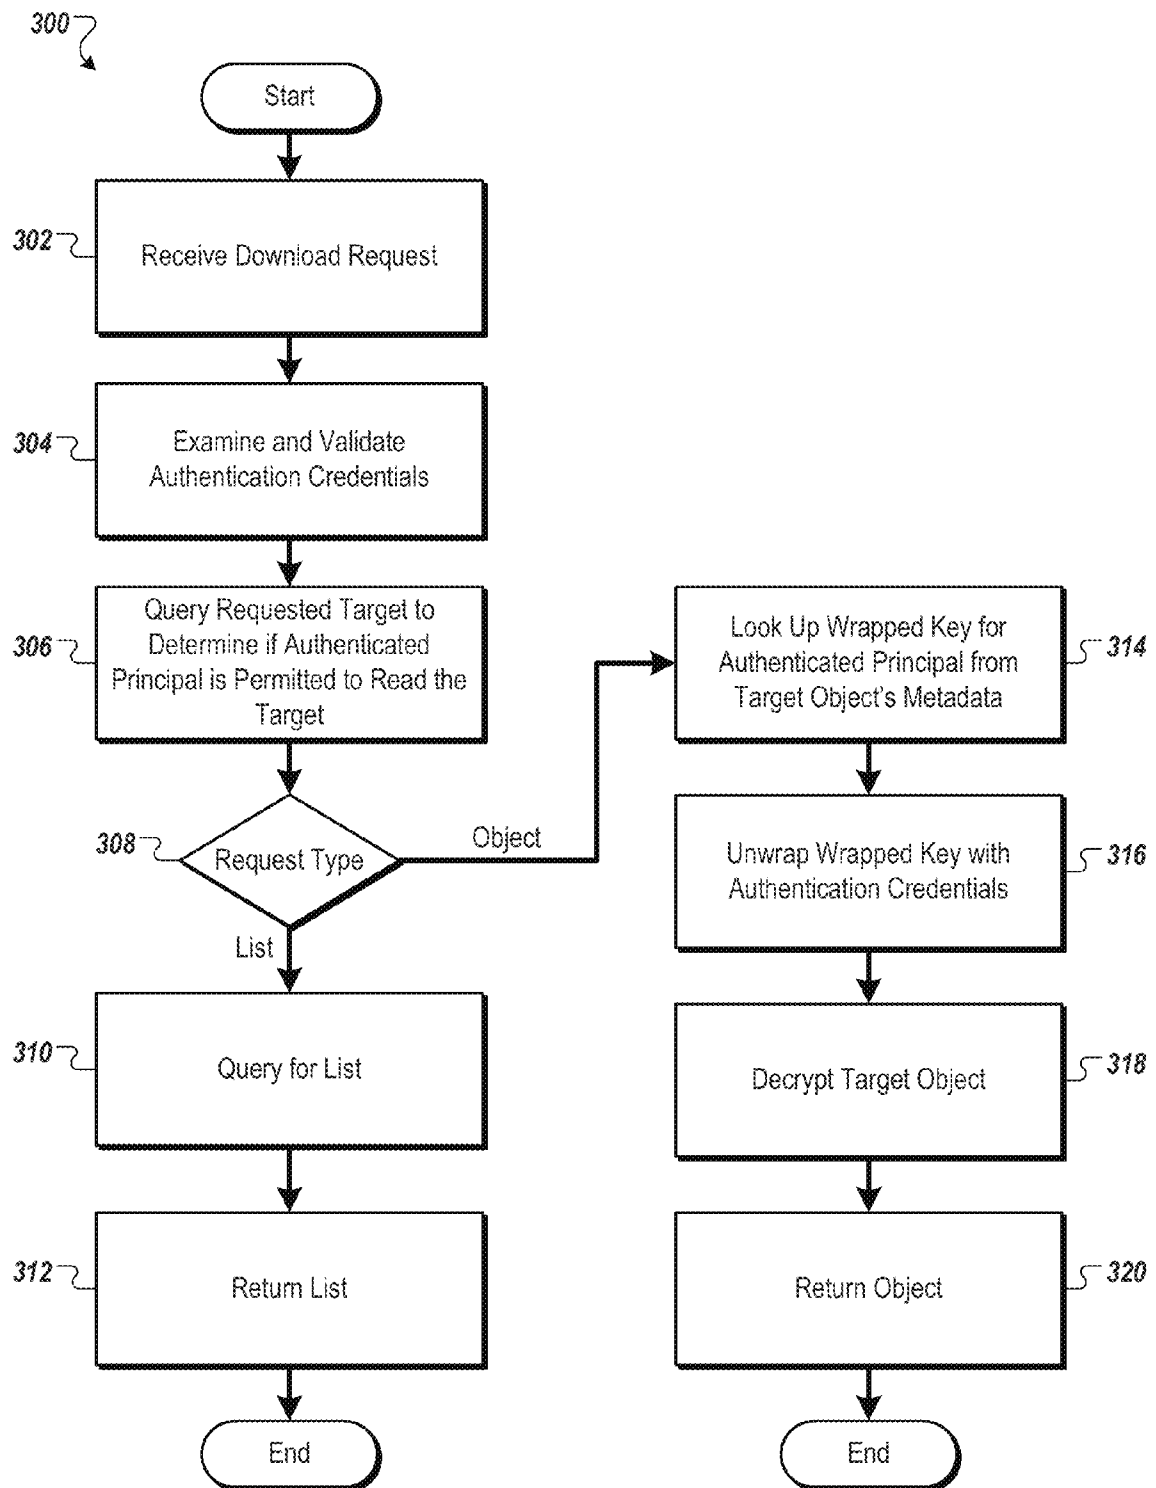 300
Start
302
Receive Download Request
304
Examine and Validate
Authentication Credentials
306
Query Requested Target to
Determine if Authenticated
Principal is Permitted to Read the
Target
308
Request Type
Object
List
310
Query for List
312
Return List
End
Look Up Wrapped Key for
Authenticated Principal from
Target Object's Metadata
314
Unwrap Wrapped Key with
Authentication Credentials
316
Decrypt Target Object
318
Return Object
320
End